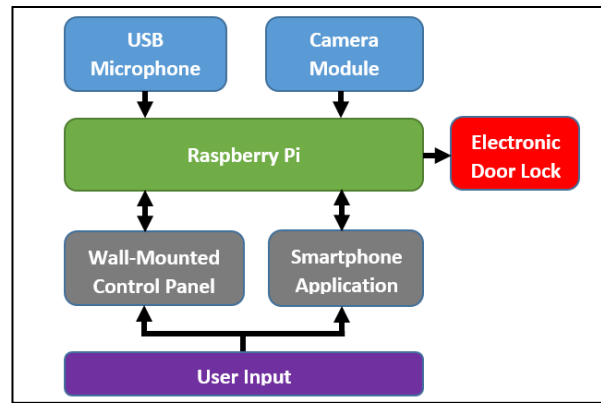 USB
Microphone
Camera
Module
Raspberry Pi
Electronic
Door Lock
Wall-Mounted
Control Panel
Smartphone
Application
User Input